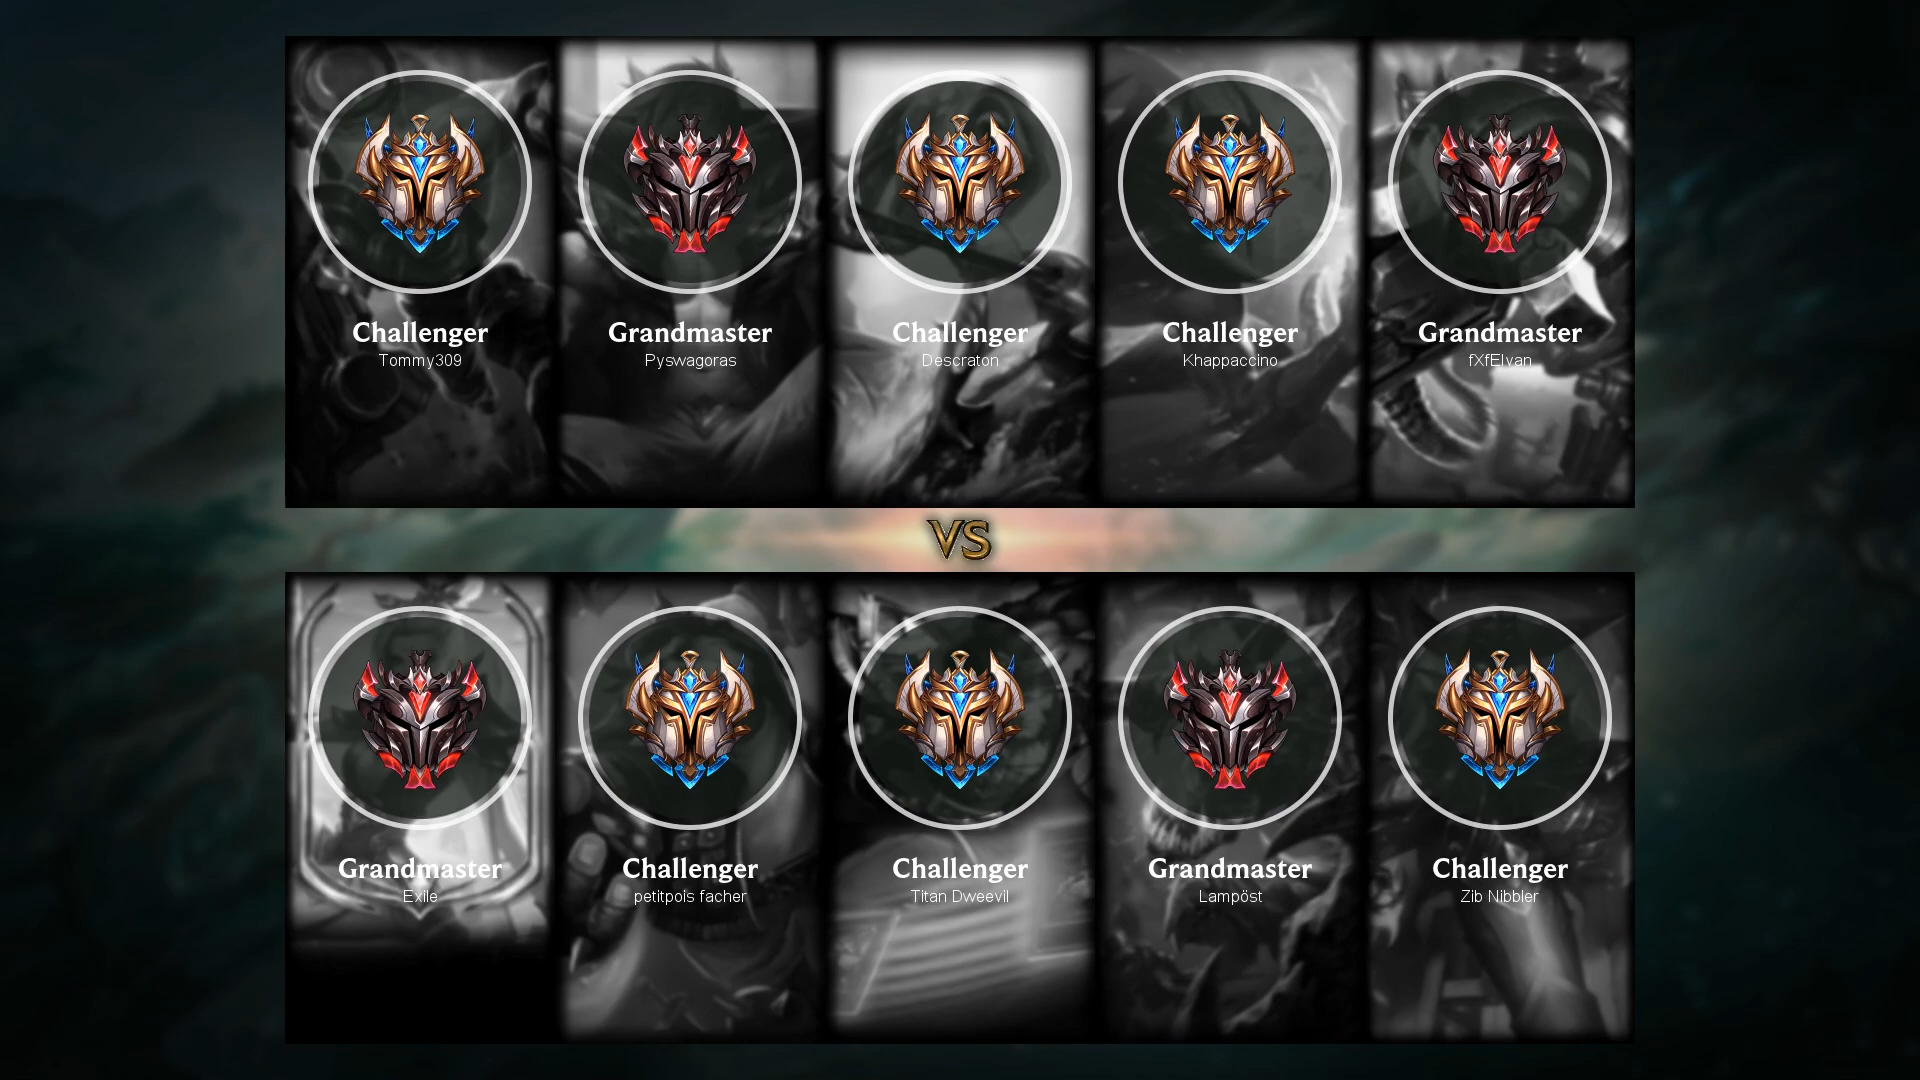 Challenger
Tommy309
Grandmaster
Pyswagoras
Challenger
Descraton
Challenger
Khappaccino
Grandmaster
fXfElvan
VS
Grandmaster
Exile
Challenger
petitpois facher
Challenger
Titan Dweevil
Grandmaster
Lampöst
Challenger
Zib Nibbler